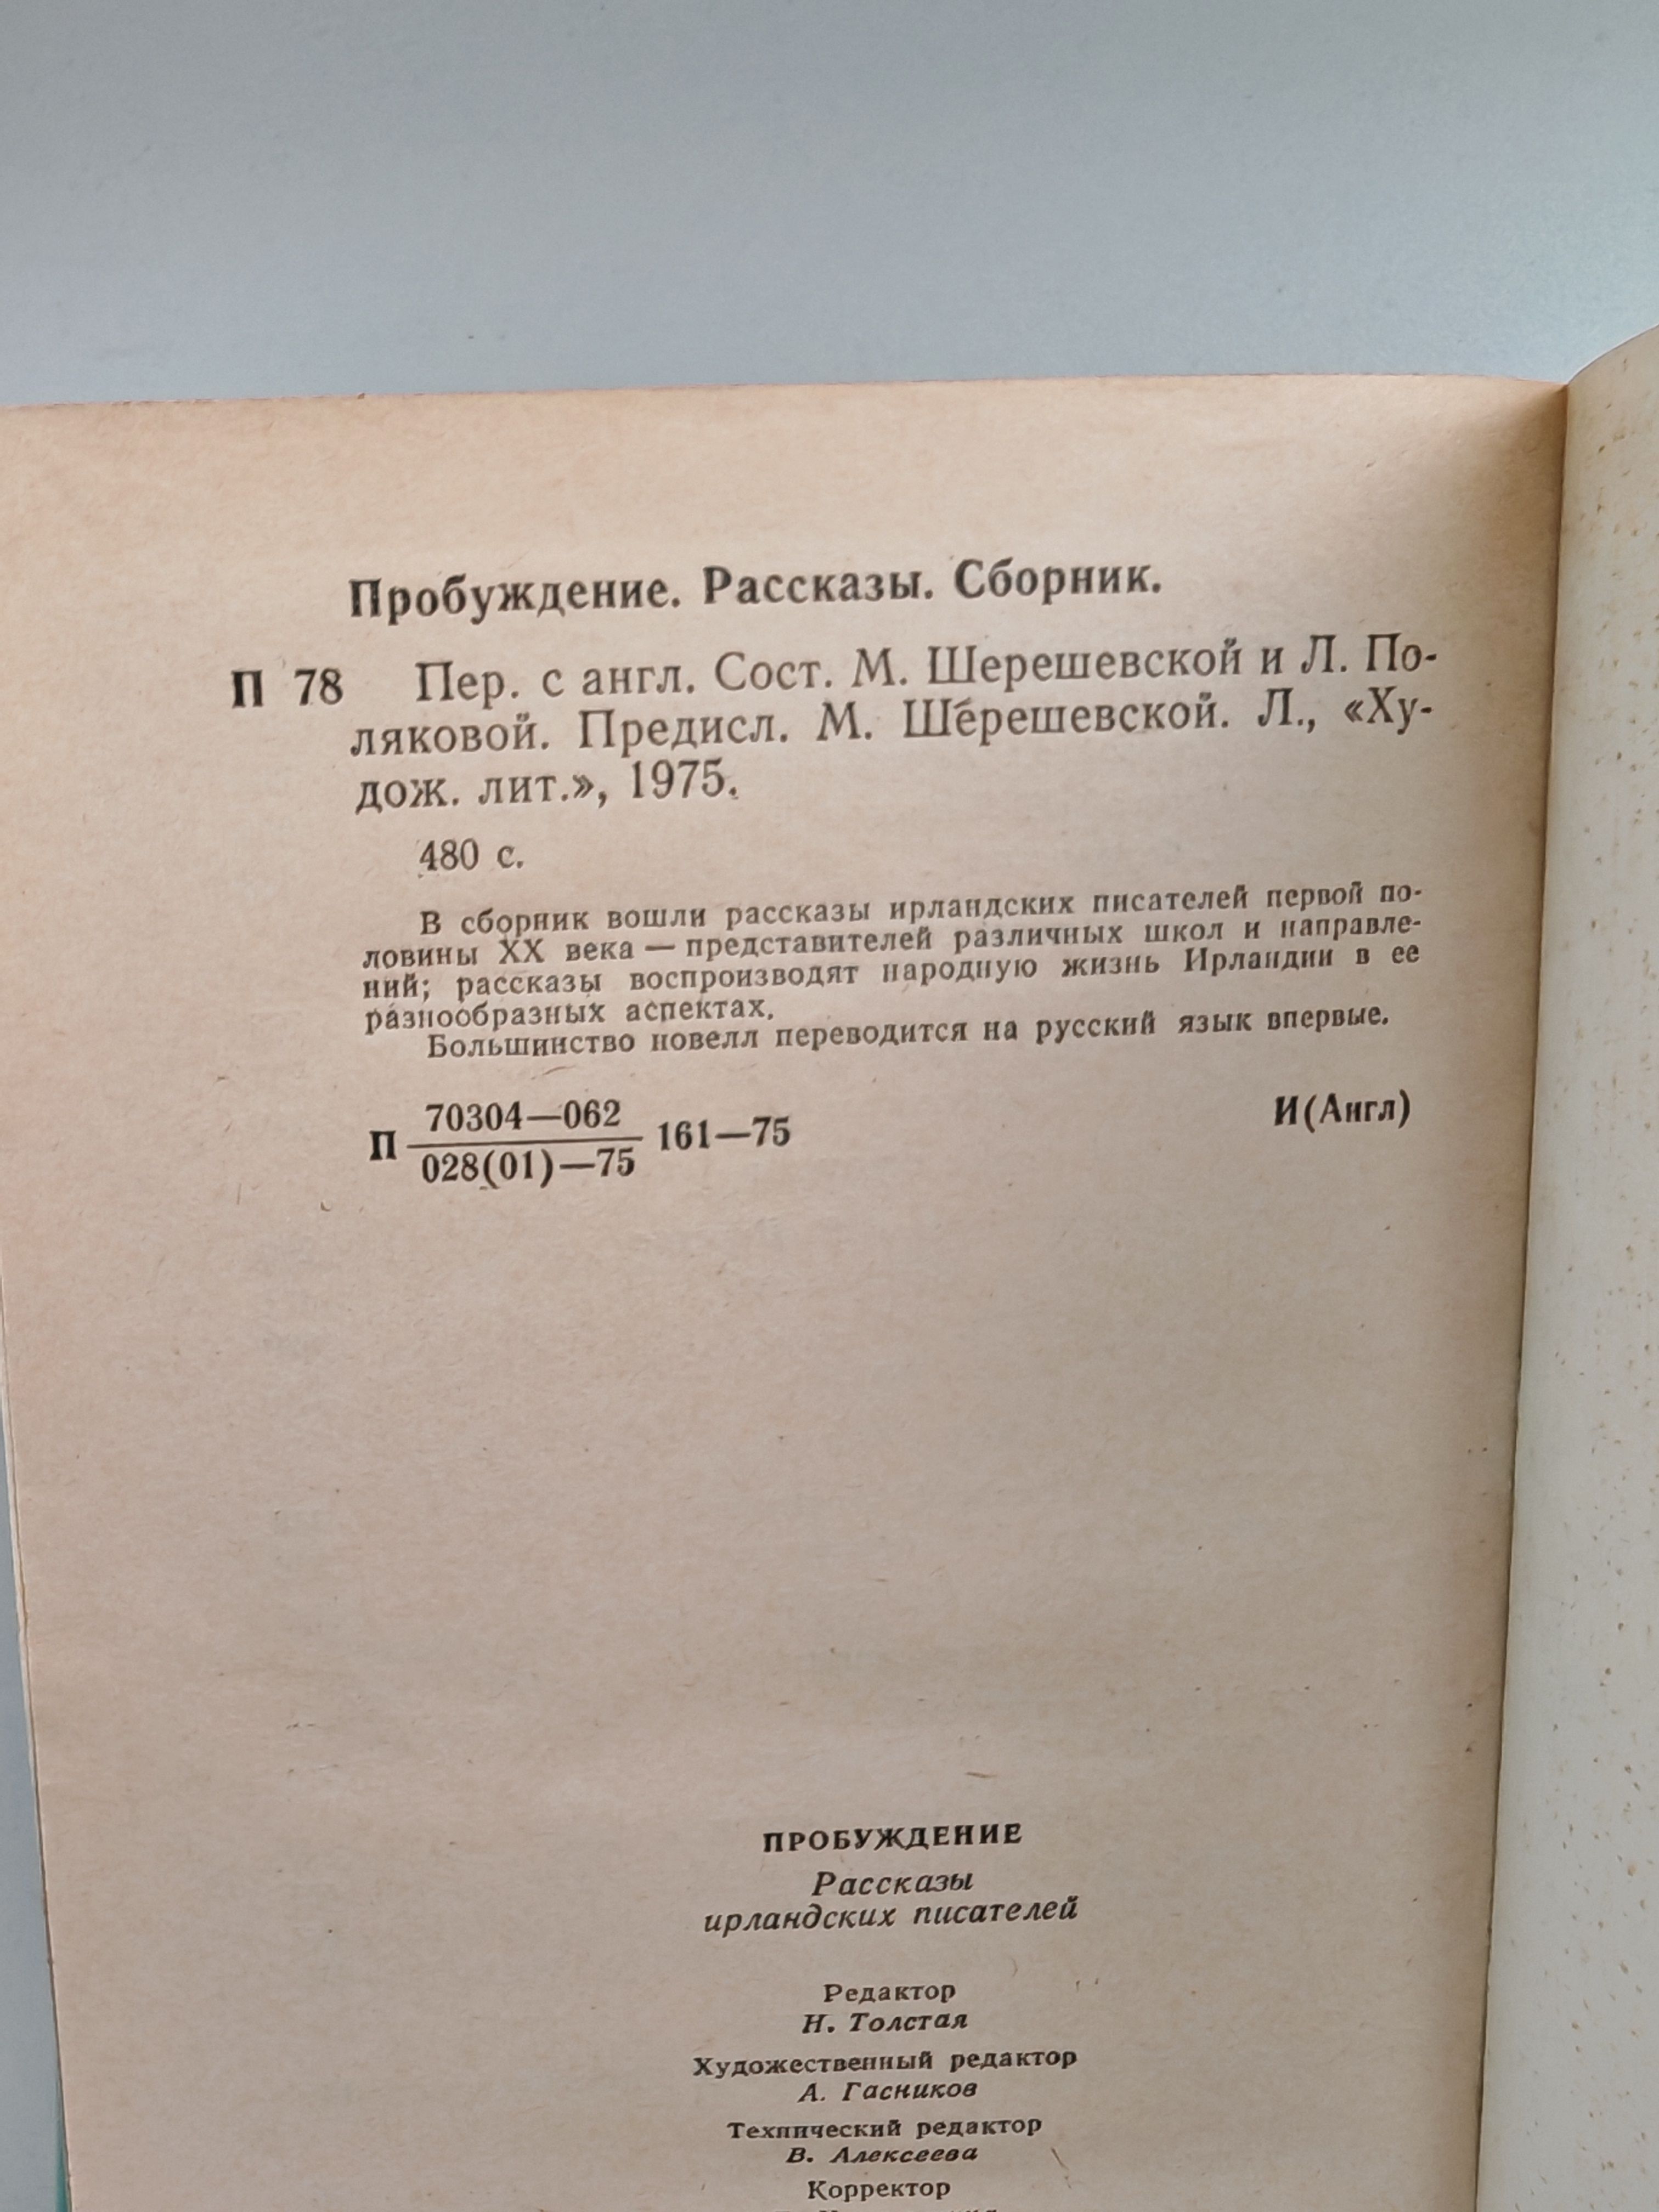 Пробуждение. Рассказы. Сборник.
П 78 Пер. с англ. Сост. М. Шерешевской и Л. По-
ляковой. Предисл. М. Шерешевской. Л., «Ху-
дож. лит.», 1975.
480 с.
В сборник вошли рассказы ирландских писателей первой по-
ловины XX века — представителей различных школ и направле-
ний; рассказы воспроизводят народную жизнь Ирландии в ее
разнообразных аспектах.
Большинство новелл переводится на русский язык впервые.
70304—062
П 161—75 И(Англ)
028(01)—75
ПРОБУЖДЕНИЕ
Рассказы
ирландских писателей
Редактор
Н. Толстая
Художественный редактор
А. Гасников
Технический редактор
В. Алексеева
Корректор